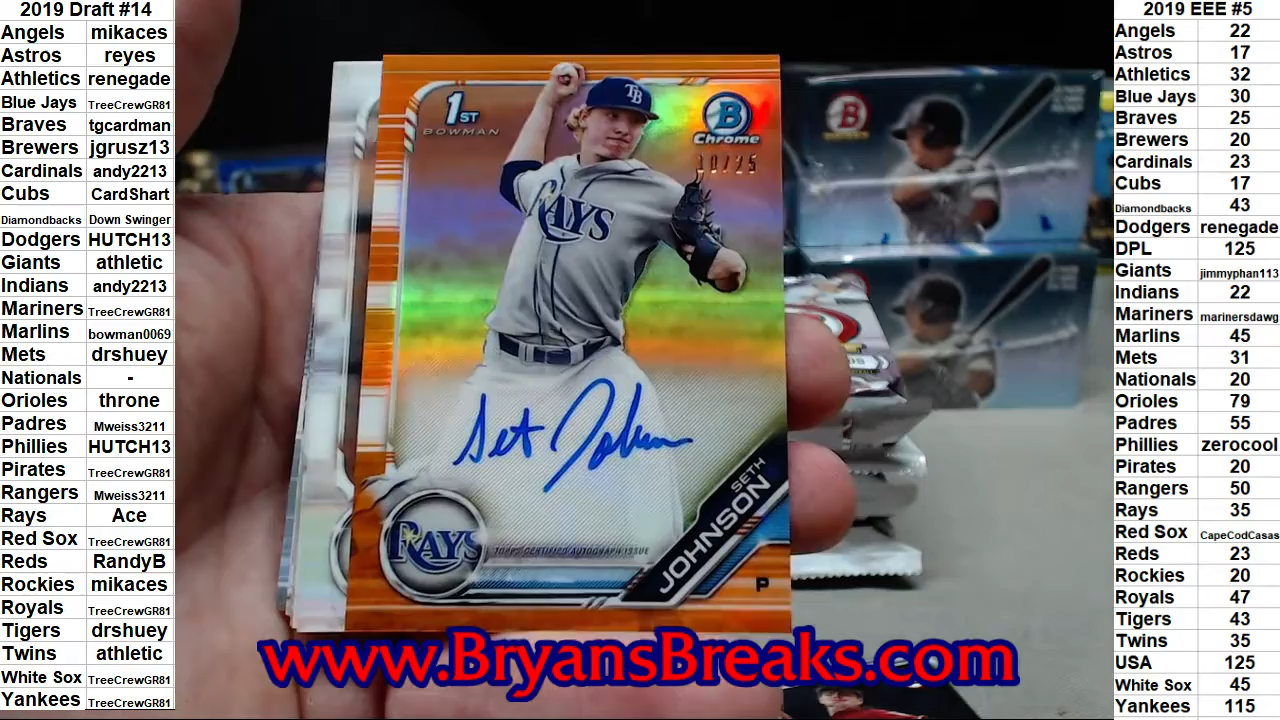 2019 Draft #14
Angels mikaces
Astros reyes
Athletics renegade
Blue Jays TreeCrewGR81
Braves tgcardman
Brewers jgrusz13
Cardinals andy2213
Cubs CardShart
Diamondbacks Down Swinger
Dodgers HUTCH13
Giants athletic
Indians andy2213
Mariners TreeCrewGR81
Marlins bowman0069
Mets drshuey
Nationals -
Orioles throne
Padres Mweiss3211
Phillies HUTCH13
Pirates TreeCrewGR81
Rangers Mweiss3211
Rays Ace
Red Sox TreeCrewGR81
Reds RandyB
Rockies mikaces
Royals TreeCrewGR81
Tigers drshuey
Twins athletic
White Sox TreeCrewGR81
Yankees TreeCrewGR81
1ST
BOWMAN
B
Chrome
10/25
TB
RAYS
Set Johnson
RAYS
TOPPS CERTIFIED AUTOGRAPH ISSUE
SETH
JOHNSON
P
B
www.BryansBreaks.com
2019 EEE #5
Angels 22
Astros 17
Athletics 32
Blue Jays 30
Braves 25
Brewers 20
Cardinals 23
Cubs 17
Diamondbacks 43
Dodgers renegade
DPL 125
Giants jimmyphan113
Indians 22
Mariners marinersdawg
Marlins 45
Mets 31
Nationals 20
Orioles 79
Padres 55
Phillies zerocool
Pirates 20
Rangers 50
Rays 35
Red Sox CapeCodCasas
Reds 23
Rockies 20
Royals 47
Tigers 43
Twins 35
USA 125
White Sox 45
Yankees 115